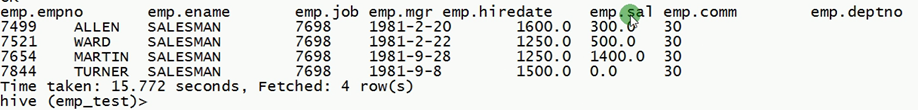 emp.empno emp.ename emp.job emp.mgr emp.hiredate emp.sal emp.comm emp.deptno
7499 ALLEN SALESMAN 7698 1981-2-20 1600.0 300.0 30
7521 WARD SALESMAN 7698 1981-2-22 1250.0 500.0 30
7654 MARTIN SALESMAN 7698 1981-9-28 1250.0 1400.0 30
7844 TURNER SALESMAN 7698 1981-9-8 1500.0 0.0 30
Time taken: 15.772 seconds, Fetched: 4 row(s)
hive (emp_test)>